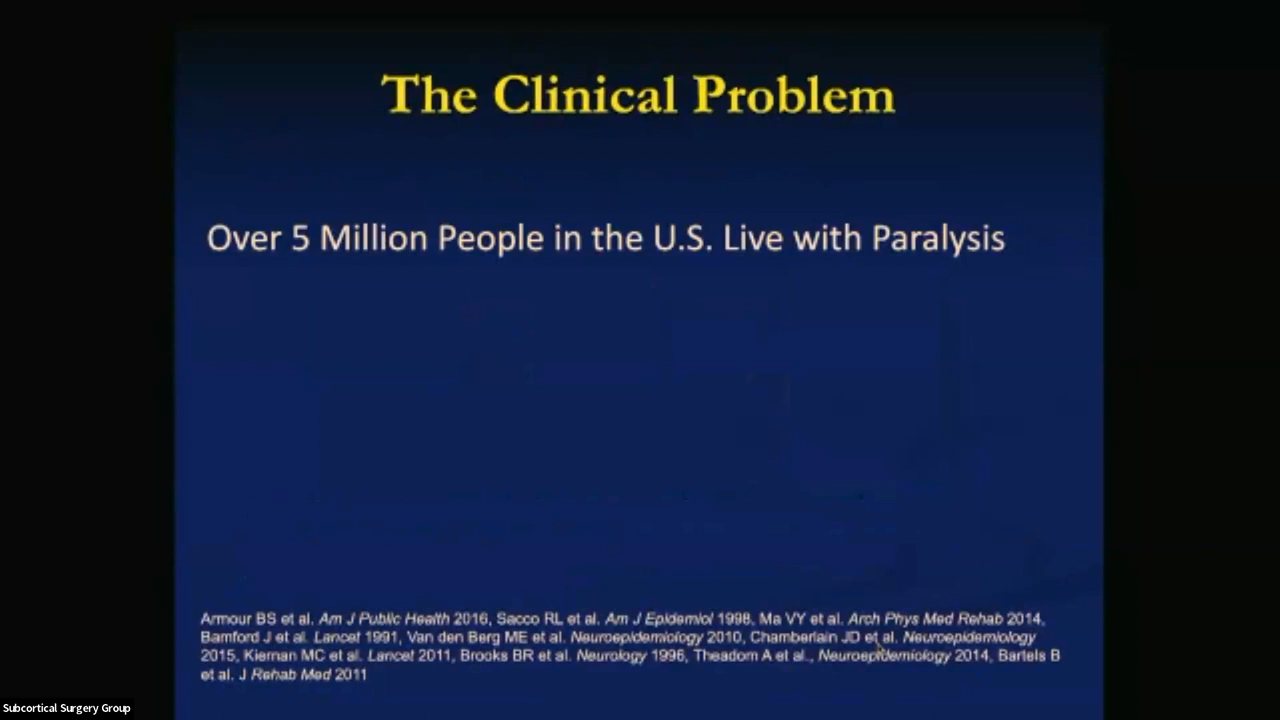 The Clinical Problem
Over 5 Million People in the U.S. Live with Paralysis
Armour BS et al. Am J Public Health 2016, Sacco RL et al. Am J Epidemiol 1998, Ma VY et al. Arch Phys Med Rehab 2014,
Bamford J et al. Lancet 1991, Van den Berg ME et al. Neuroepidemiology 2010, Chamberlain JD et al. Neuroepidemiology
2015, Kiernan MC et al. Lancet 2011, Brooks BR et al. Neurology 1996, Theadom A et al., Neuroepidemiology 2014, Bartels B
et al. J Rehab Med 2011
Subcortical Surgery Group